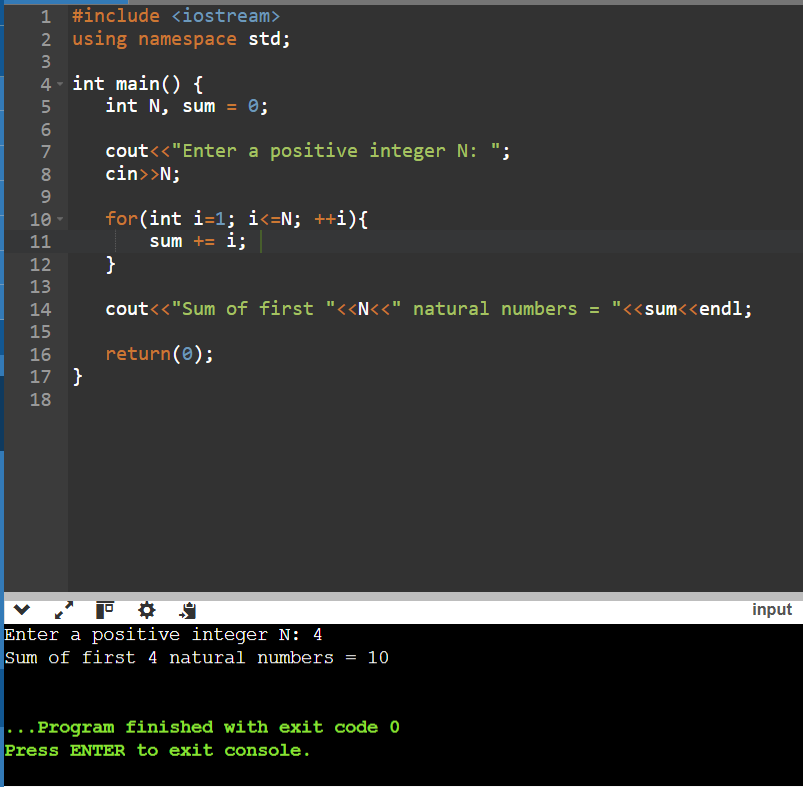 1 #include <iostream>
2 using namespace std;
3
4 int main() {
5    int N, sum = 0;
6
7    cout<<"Enter a positive integer N: ";
8    cin>>N;
9
10    for(int i=1; i<=N; ++i){
11        sum += i;
12    }
13
14    cout<<"Sum of first "<<N<<" natural numbers = "<<sum<<endl;
15
16    return(0);
17 }
18
input
Enter a positive integer N: 4
Sum of first 4 natural numbers = 10
...Program finished with exit code 0
Press ENTER to exit console.